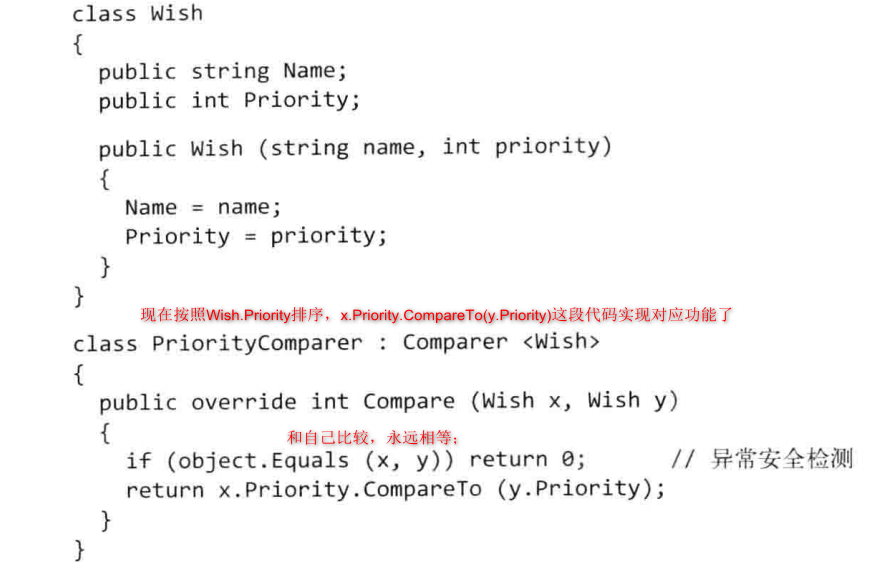 class Wish
{
public string Name;
public int Priority;
public Wish (string name, int priority)
{
Name = name;
Priority = priority;
}
}
现在按照Wish.Priority排序，x.Priority.CompareTo(y.Priority)这段代码实现对应功能了
class PriorityComparer : Comparer <Wish>
{
public override int Compare (Wish x, Wish y)
{
和自己比较，永远相等；
if (object.Equals (x, y)) return 0; // 异常安全检测
return x.Priority.CompareTo (y.Priority);
}
}